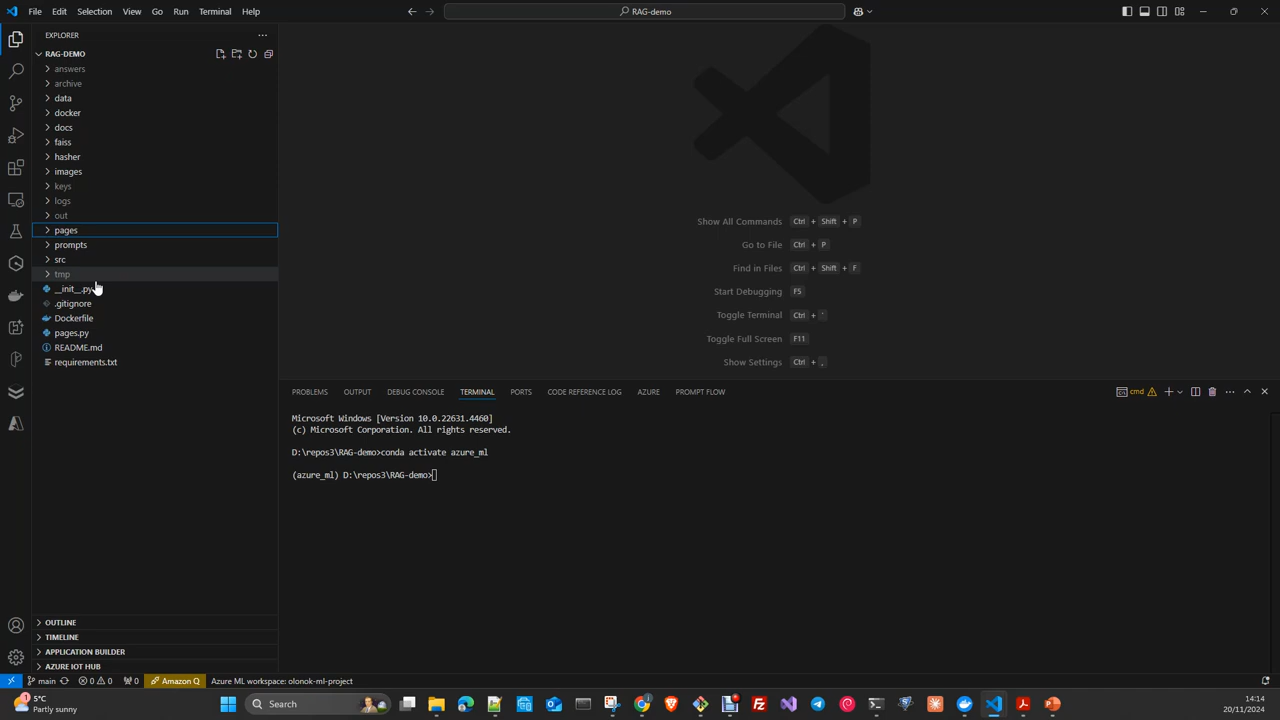 File Edit Selection View Go Run Terminal Help
RAG-demo
EXPLORER
RAG-DEMO
answers
archive
data
docker
docs
faiss
hasher
images
keys
logs
out
pages
prompts
src
tmp
__init__.py
.gitignore
Dockerfile
pages.py
README.md
requirements.txt
Show All Commands Ctrl + Shift + P
Go to File Ctrl + P
Find in Files Ctrl + Shift + F
Start Debugging F5
Toggle Terminal Ctrl + '
Toggle Full Screen F11
Show Settings Ctrl + ,
PROBLEMS OUTPUT DEBUG CONSOLE TERMINAL PORTS CODE REFERENCE LOG AZURE PROMPT FLOW
cmd
Microsoft Windows [Version 10.0.22631.4460]
(c) Microsoft Corporation. All rights reserved.
D:\repos3\RAG-demo>conda activate azure_ml
(azure_ml) D:\repos3\RAG-demo>
OUTLINE
TIMELINE
APPLICATION BUILDER
AZURE IOT HUB
main 0 0 0 Amazon Q Azure ML workspace: olonok-ml-project
1
5°C
Partly sunny
Search
14:14
20/11/2024